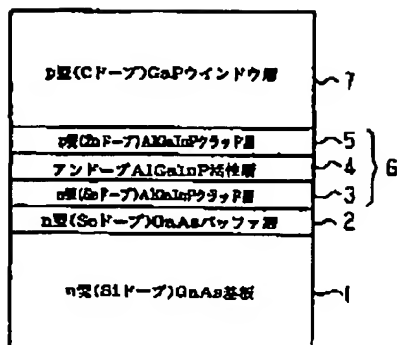 p型(Cドープ)GaPウインドウ層
7
p型(Znドープ)AlGaInPクラッド層
5
アンドープAlGaInP活性層
4
6
n型(Seドープ)AlGaInPクラッド層
3
n型(Seドープ)GaAsバッファ層
2
n型(Siドープ)GaAs基板
1